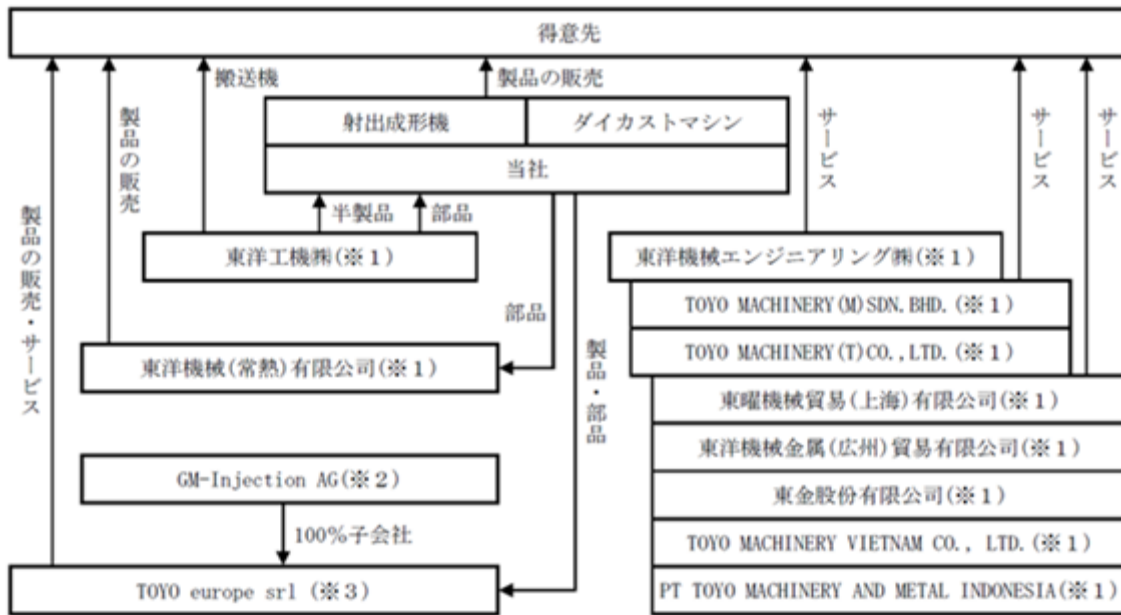 得意先
搬送機
製品の販売
製品の販売
射出成形機
ダイカストマシン
当社
サービス
サービス
サービス
半製品
部品
東洋工機㈱(※1)
東洋機械エンジニアリング㈱(※1)
TOYO MACHINERY(M)SDN.BHD.(※1)
TOYO MACHINERY(T)CO.,LTD.(※1)
製品の販売・サービス
部品
製品・部品
東洋機械(常熟)有限公司(※1)
東曜機械貿易(上海)有限公司(※1)
東洋機械金属(広州)貿易有限公司(※1)
GM-Injection AG(※2)
東金股份有限公司(※1)
100%子会社
TOYO MACHINERY VIETNAM CO., LTD.(※1)
TOYO europe srl (※3)
PT TOYO MACHINERY AND METAL INDONESIA(※1)